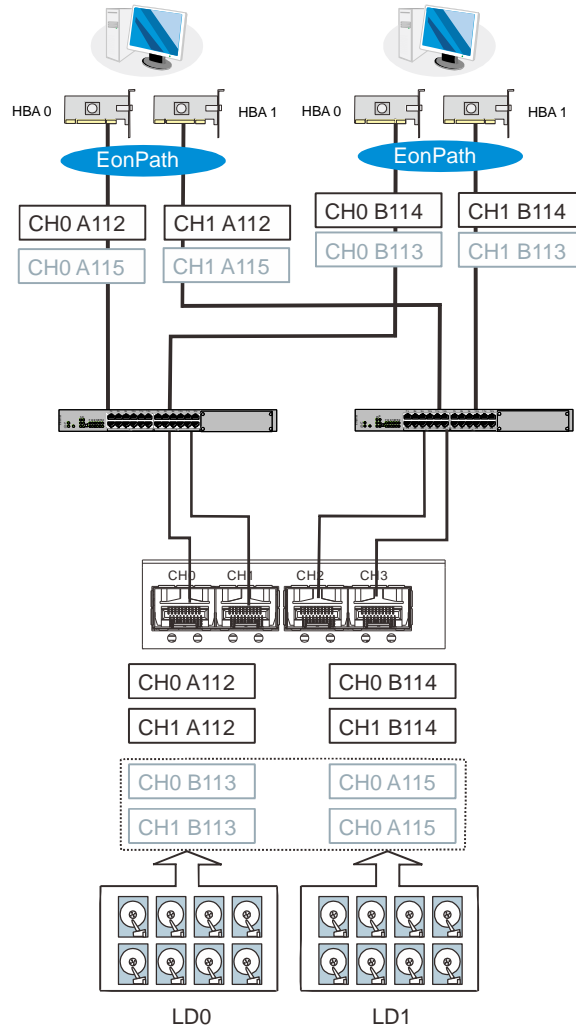 HBA 0
HBA 1
HBA 0
HBA 1
EonPath
EonPath
CH0 A112
CH1 A112
CH0 B114
CH1 B114
CH0 A115
CH1 A115
CH0 B113
CH1 B113
CH0
CH1
CH2
CH3
CH0 A112
CH0 B114
CH1 A112
CH1 B114
CH0 B113
CH0 A115
CH1 B113
CH0 A115
LD0
LD1